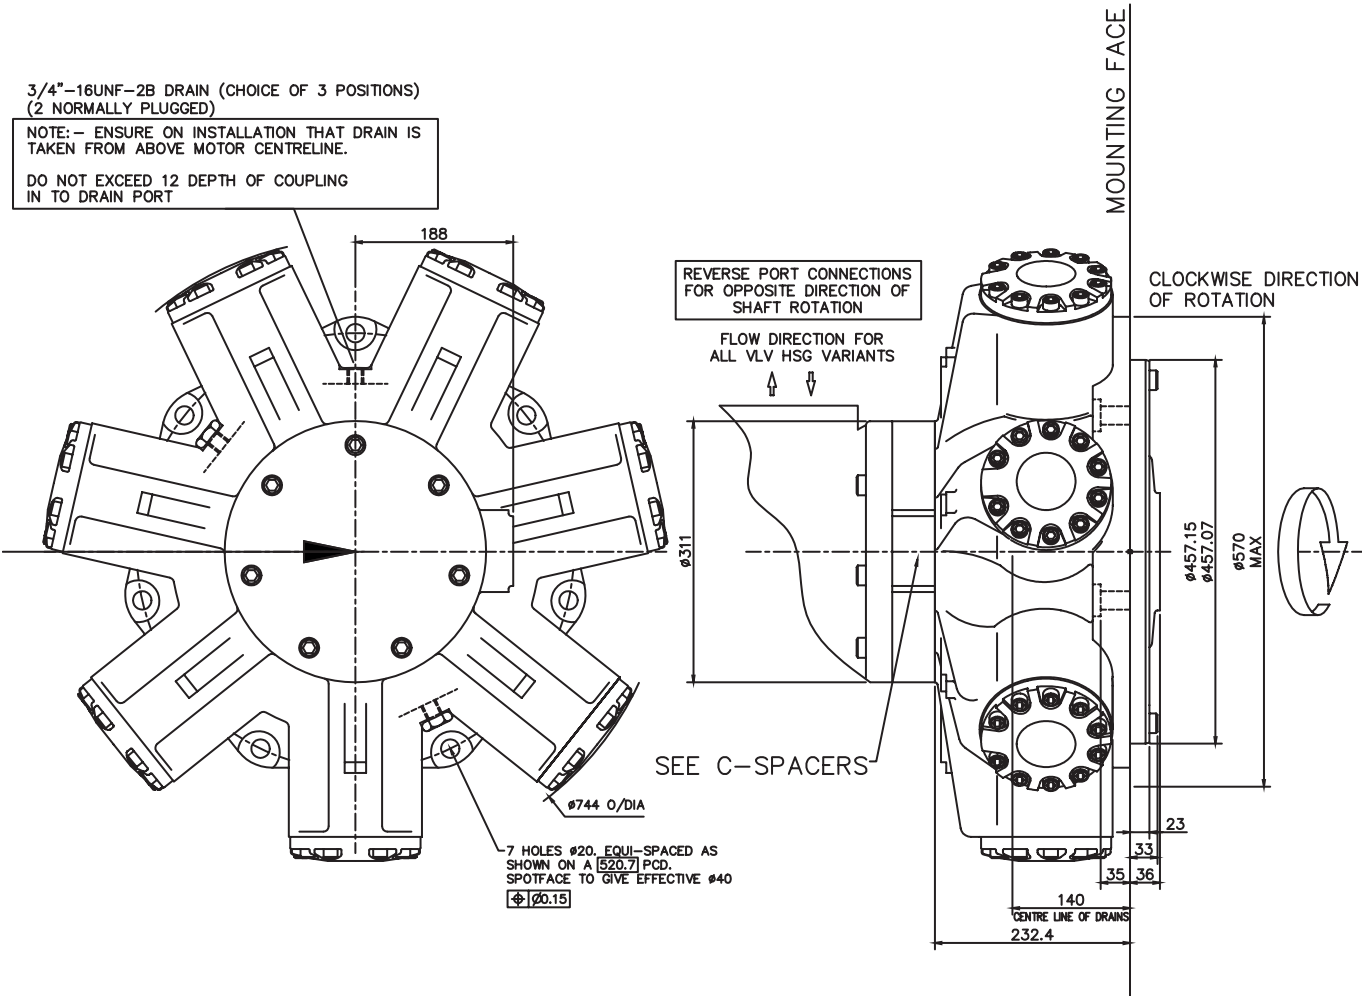 3/4"-16UNF-2B DRAIN (CHOICE OF 3 POSITIONS)
(2 NORMALLY PLUGGED)
NOTE:- ENSURE ON INSTALLATION THAT DRAIN IS
TAKEN FROM ABOVE MOTOR CENTRELINE.
DO NOT EXCEED 12 DEPTH OF COUPLING
IN TO DRAIN PORT
188
REVERSE PORT CONNECTIONS
FOR OPPOSITE DIRECTION OF
SHAFT ROTATION
FLOW DIRECTION FOR
ALL VLV HSG VARIANTS
MOUNTING FACE
CLOCKWISE DIRECTION
OF ROTATION
ø311
ø457.15
ø457.07
ø570
MAX
SEE C-SPACERS
ø744 O/DIA
7 HOLES ø20. EQUI-SPACED AS
SHOWN ON A 520.7 PCD.
SPOTFACE TO GIVE EFFECTIVE ø40
⌖ Ø0.15
23
33
35
36
140
CENTRE LINE OF DRAINS
232.4